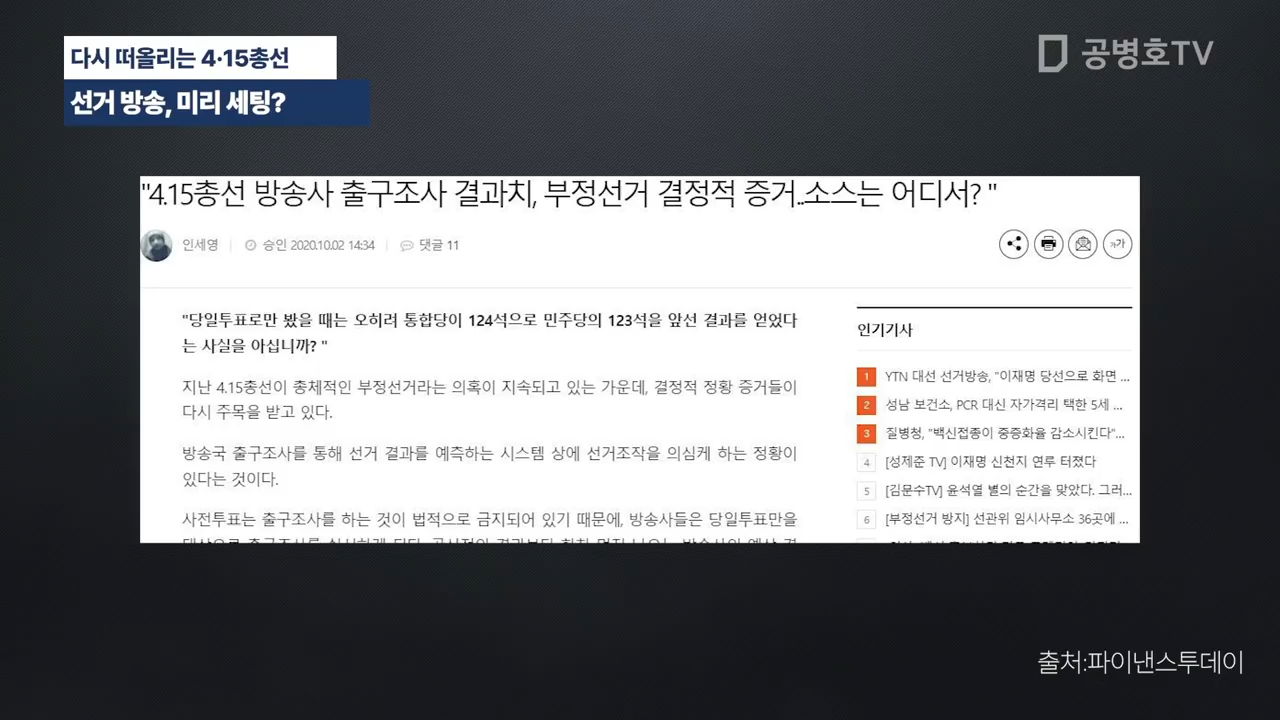 다시 떠올리는 4·15총선
공병호TV
선거 방송, 미리 세팅?
"4.15총선 방송사 출구조사 결과치, 부정선거 결정적 증거..소스는 어디서? "
인세영
승인 2020.10.02 14:34
댓글 11
가가
"당일투표로만 봤을 때는 오히려 통합당이 124석으로 민주당의 123석을 앞선 결과를 얻었다
는 사실을 아십니까? "
지난 4.15총선이 총체적인 부정선거라는 의혹이 지속되고 있는 가운데, 결정적 정황 증거들이
다시 주목을 받고 있다.
방송국 출구조사를 통해 선거 결과를 예측하는 시스템 상에 선거조작을 의심케 하는 정황이
있다는 것이다.
사전투표는 출구조사를 하는 것이 법적으로 금지되어 있기 때문에, 방송사들은 당일투표만을
인기기사
1 YTN 대선 선거방송, "이재명 당선으로 화면 ...
2 성남 보건소, PCR 대신 자가격리 택한 5세 ...
3 질병청, "백신접종이 중증화율 감소시킨다"...
4 [성제준 TV] 이재명 신천지 연루 터졌다
5 [김문수TV] 윤석열 별의 순간을 맞았다. 그러...
6 [부정선거 방지] 선관위 임시사무소 36곳에 ...
출처:파이낸스투데이